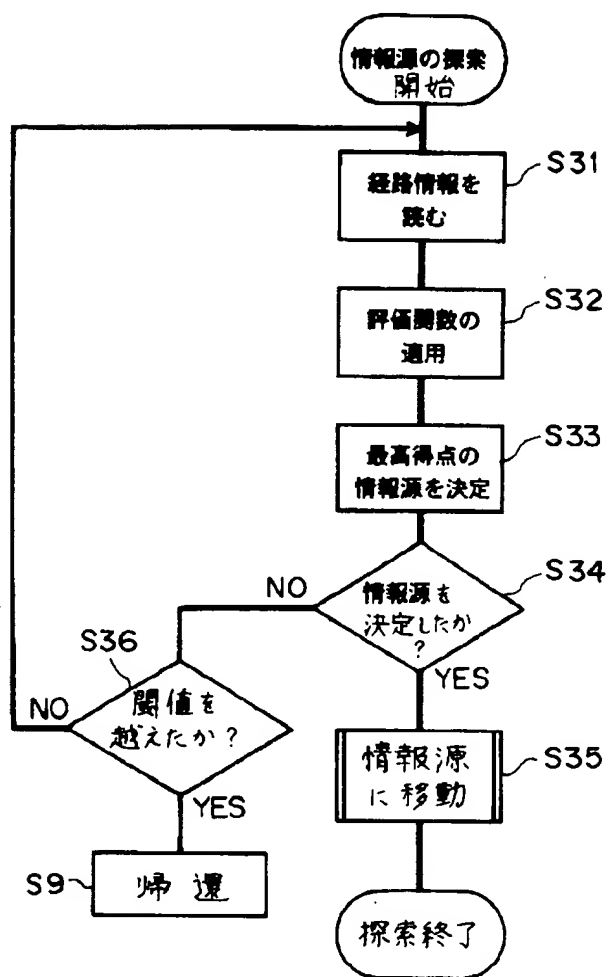 情報源の探索
開始
S31
経路情報を
読む
S32
評価関数の
適用
S33
最高得点の
情報源を決定
S34
情報源を
決定したか
?
NO
YES
S36
閾値を
越えたか?
NO
YES
S35
情報源
に移動
S9
帰還
探索終了